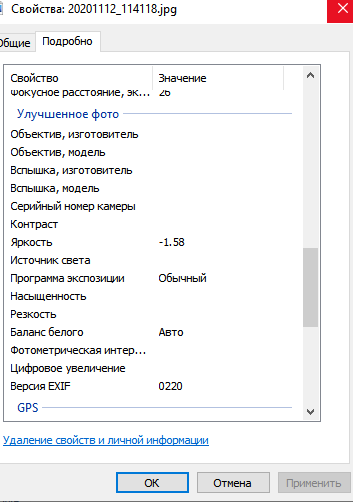 Свойства: 20201112_114118.jpg
Общие Подробно
Свойство Значение
Фокусное расстояние, эк... 26
Улучшенное фото
Объектив, изготовитель
Объектив, модель
Вспышка, изготовитель
Вспышка, модель
Серийный номер камеры
Контраст
Яркость -1.58
Источник света
Программа экспозиции Обычный
Насыщенность
Резкость
Баланс белого Авто
Фотометрическая интер...
Цифровое увеличение
Версия EXIF 0220
GPS
Удаление свойств и личной информации
ОК Отмена Применить